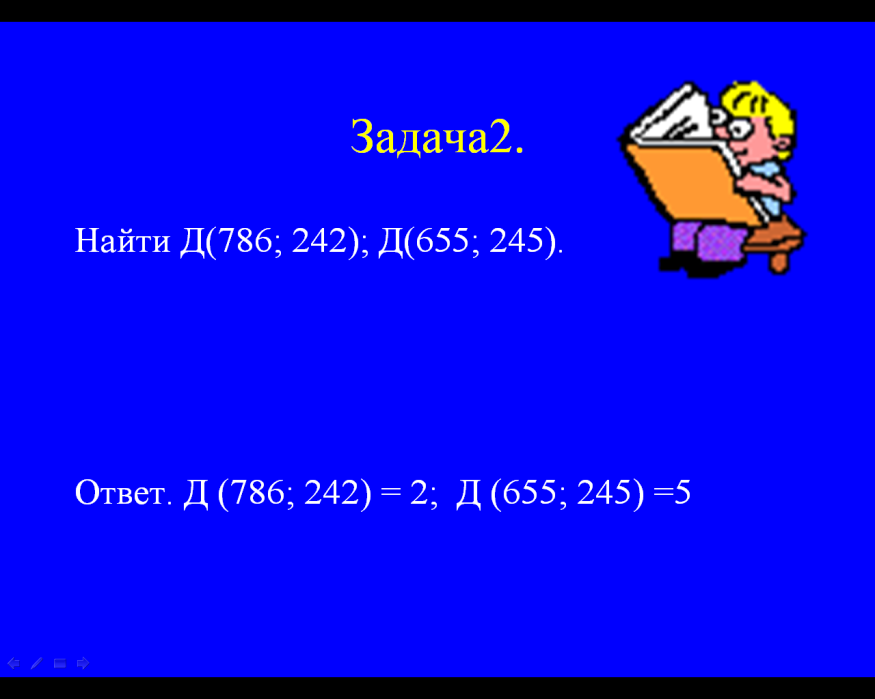 Задача2.
Найти Д(786; 242); Д(655; 245).
Ответ. Д (786; 242) = 2;  Д (655; 245) =5